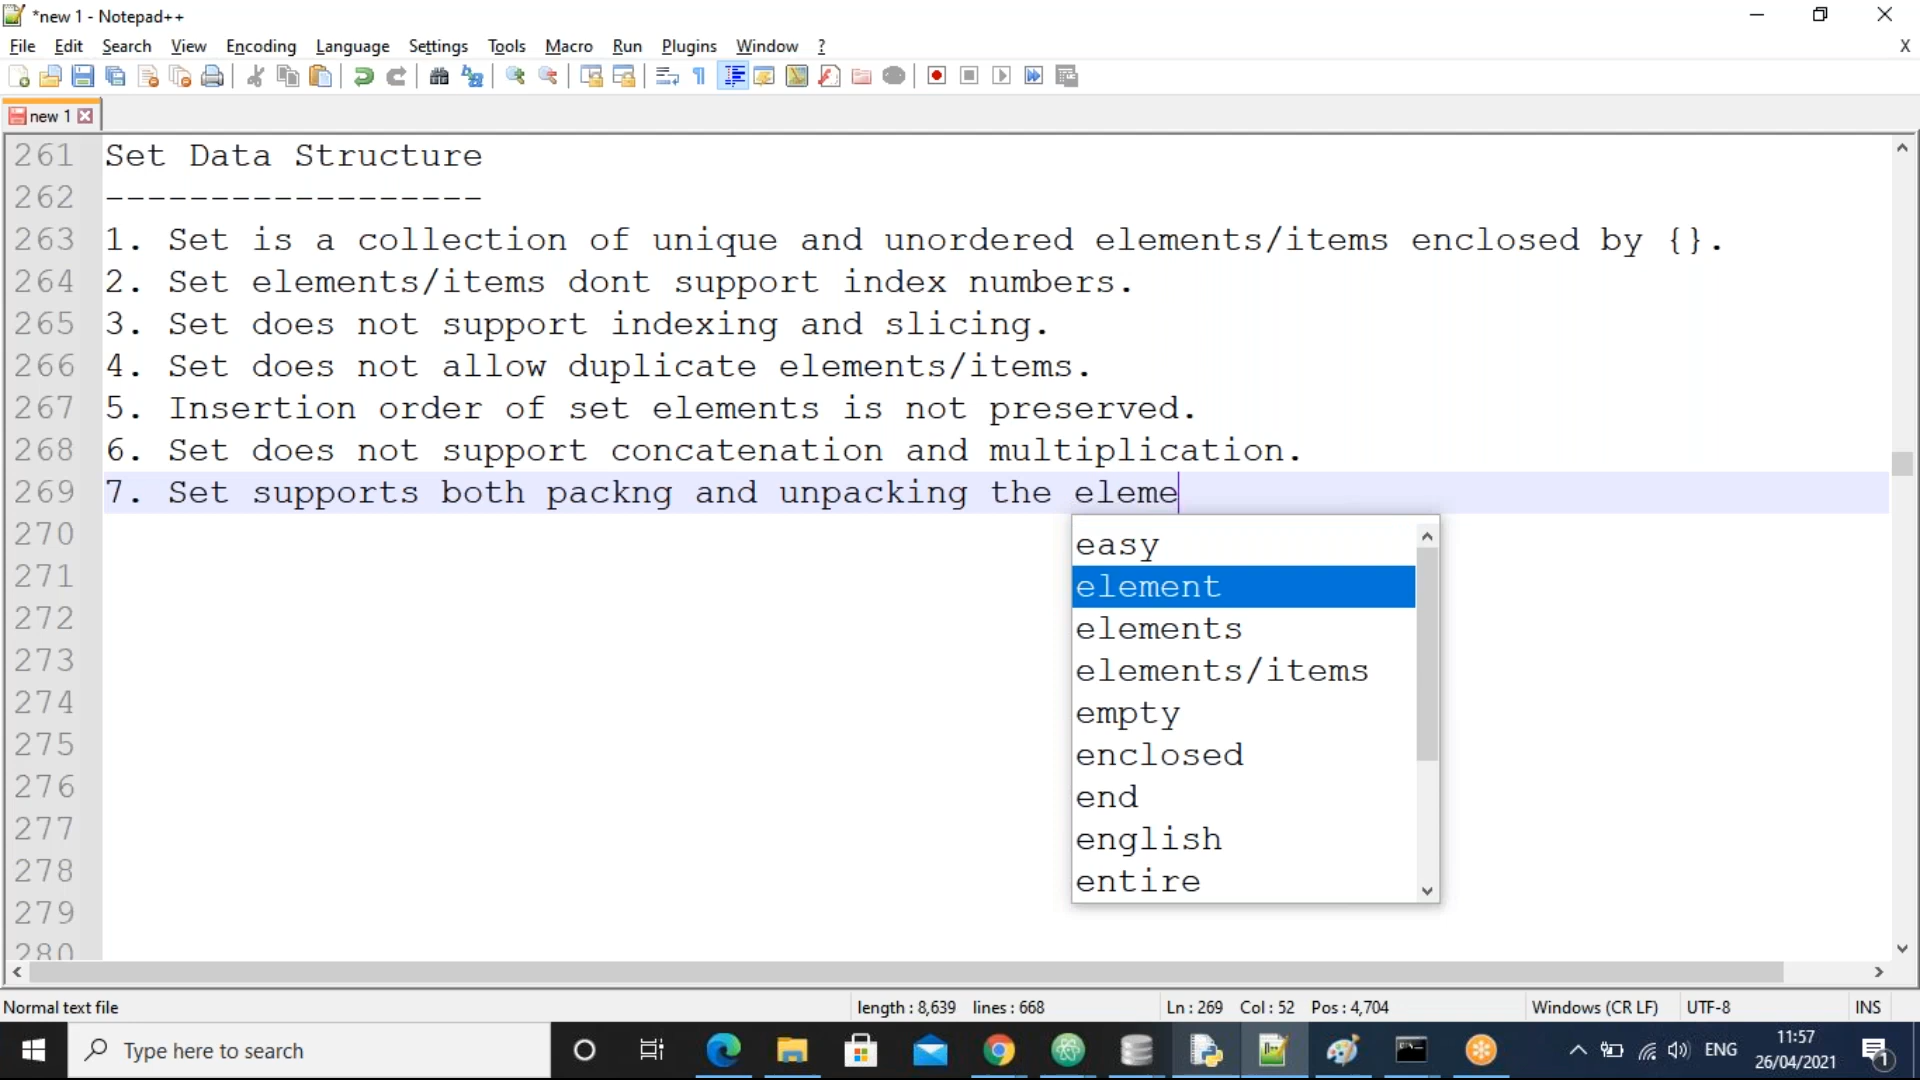 *new 1 - Notepad++
File Edit Search View Encoding Language Settings Tools Macro Run Plugins Window ?
X
new 1
261 Set Data Structure
262 ------------------
263 1. Set is a collection of unique and unordered elements/items enclosed by {}.
264 2. Set elements/items dont support index numbers.
265 3. Set does not support indexing and slicing.
266 4. Set does not allow duplicate elements/items.
267 5. Insertion order of set elements is not preserved.
268 6. Set does not support concatenation and multiplication.
269 7. Set supports both packng and unpacking the eleme
270
271
272
273
274
275
276
277
278
279
280
easy
element
elements
elements/items
empty
enclosed
end
english
entire
Normal text file length : 8,639 lines : 668 Ln : 269 Col : 52 Pos : 4,704 Windows (CR LF) UTF-8 INS
Type here to search
ENG
11:57
26/04/2021
1